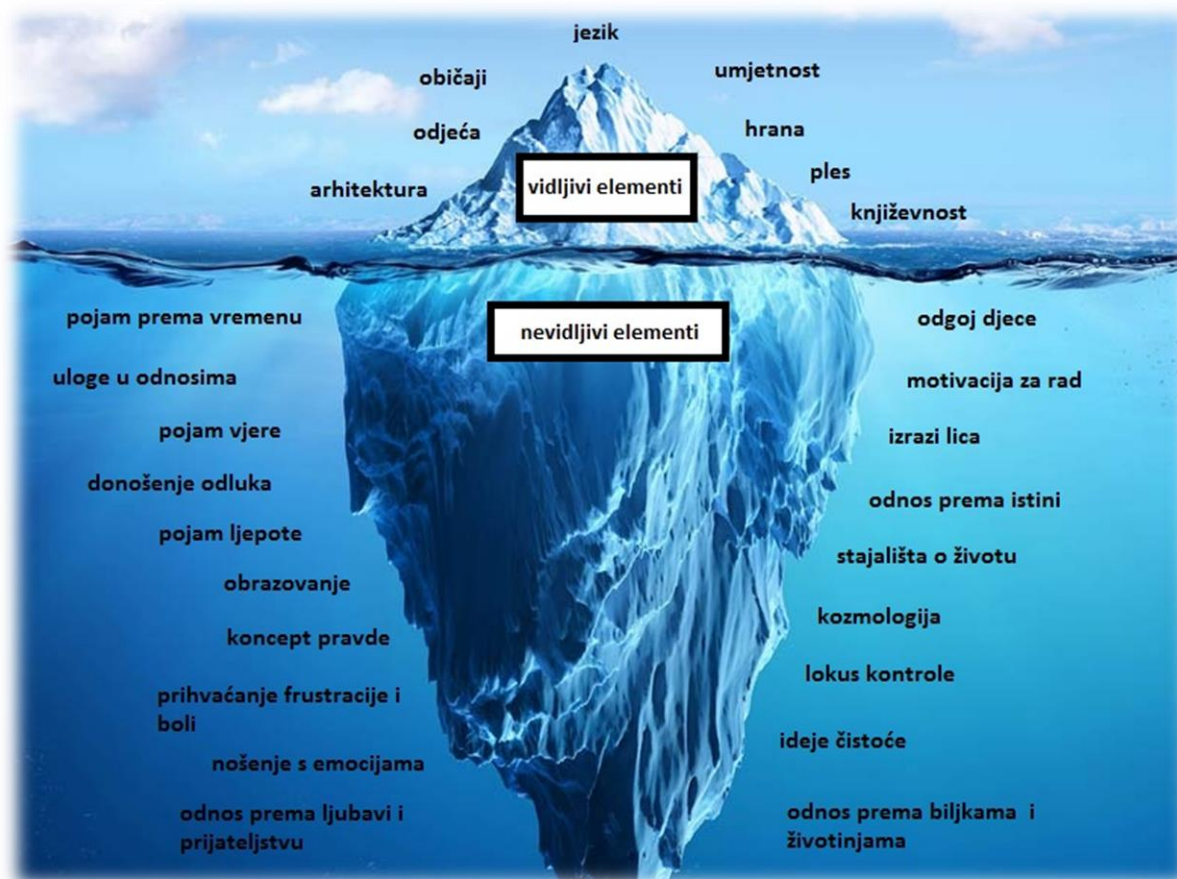 jezik
običaji
umjetnost
odjeća
hrana
arhitektura
vidljivi elementi
ples
književnost
nevidljivi elementi
pojam prema vremenu
odgoj djece
uloge u odnosima
motivacija za rad
pojam vjere
izrazi lica
donošenje odluka
odnos prema istini
pojam ljepote
stajališta o životu
obrazovanje
kozmologija
koncept pravde
lokus kontrole
prihvaćanje frustracije i
boli
ideje čistoće
nošenje s emocijama
odnos prema ljubavi i
prijateljstvu
odnos prema biljkama i
životinjama